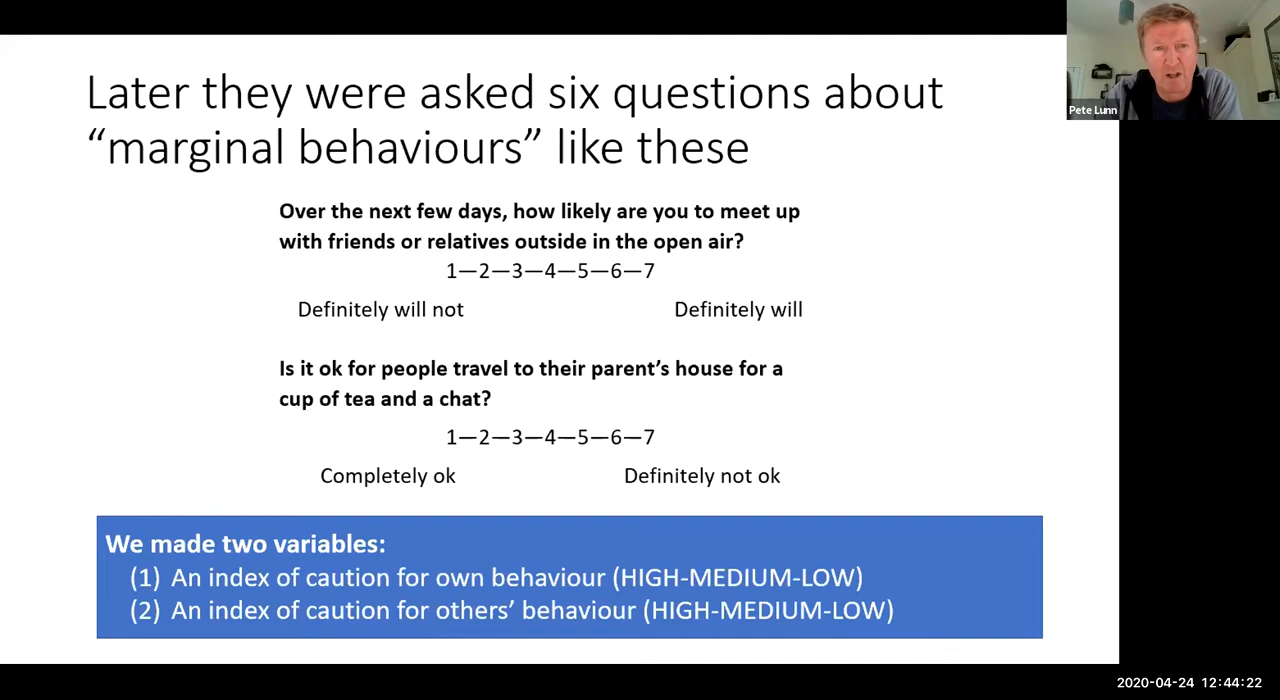 Later they were asked six questions about
“marginal behaviours” like these
Pete Lunn
Over the next few days, how likely are you to meet up
with friends or relatives outside in the open air?
1—2—3—4—5—6—7
Definitely will not Definitely will
Is it ok for people travel to their parent’s house for a
cup of tea and a chat?
1—2—3—4—5—6—7
Completely ok Definitely not ok
We made two variables:
(1) An index of caution for own behaviour (HIGH-MEDIUM-LOW)
(2) An index of caution for others’ behaviour (HIGH-MEDIUM-LOW)
2020-04-24 12:44:22